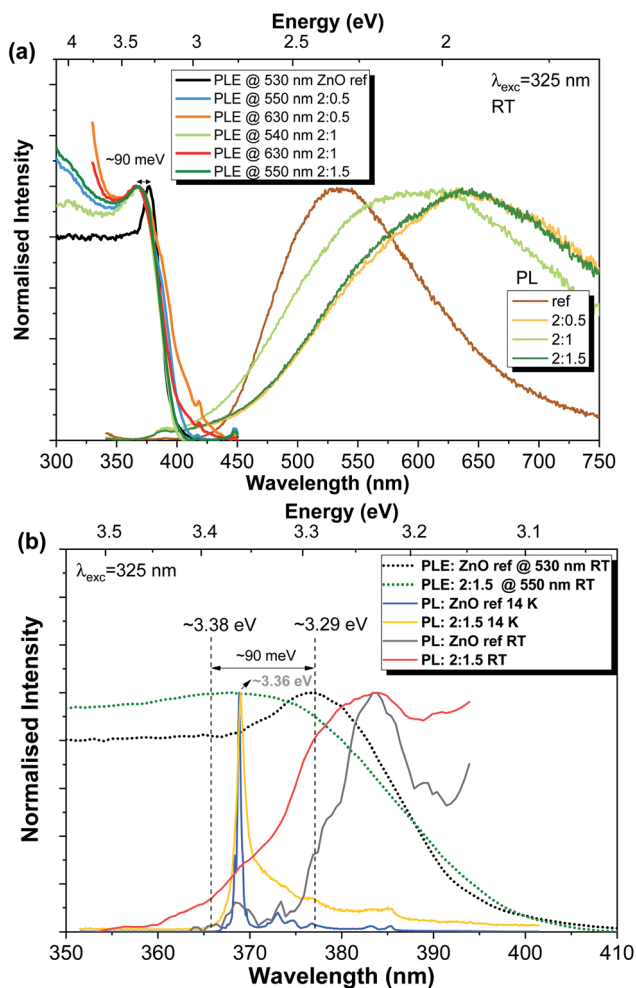 Energy (eV)
4 3 2
(a)
PLE @ 530 nm ZnO ref
PLE @ 550 nm 2:0.5
PLE @ 630 nm 2:0.5
PLE @ 540 nm 2:1
PLE @ 630 nm 2:1
PLE @ 550 nm 2:1.5
λexc=325 nm
RT
~90 meV
Normalised Intensity
PL
ref
2:0.5
2:1
2:1.5
300 350 400 450 500 550 600 650 700 750
Wavelength (nm)
Energy (eV)
(b)
3.5 3.4 3.3 3.2 3.1
λexc=325 nm
PLE: ZnO ref @ 530 nm RT
PLE: 2:1.5 @ 550 nm RT
PL: ZnO ref 14 K
PL: 2:1.5 14 K
PL: ZnO ref RT
PL: 2:1.5 RT
~3.38 eV
~3.29 eV
~90 meV
~3.36 eV
Normalised Intensity
350 360 370 380 390 400 410
Wavelength (nm)